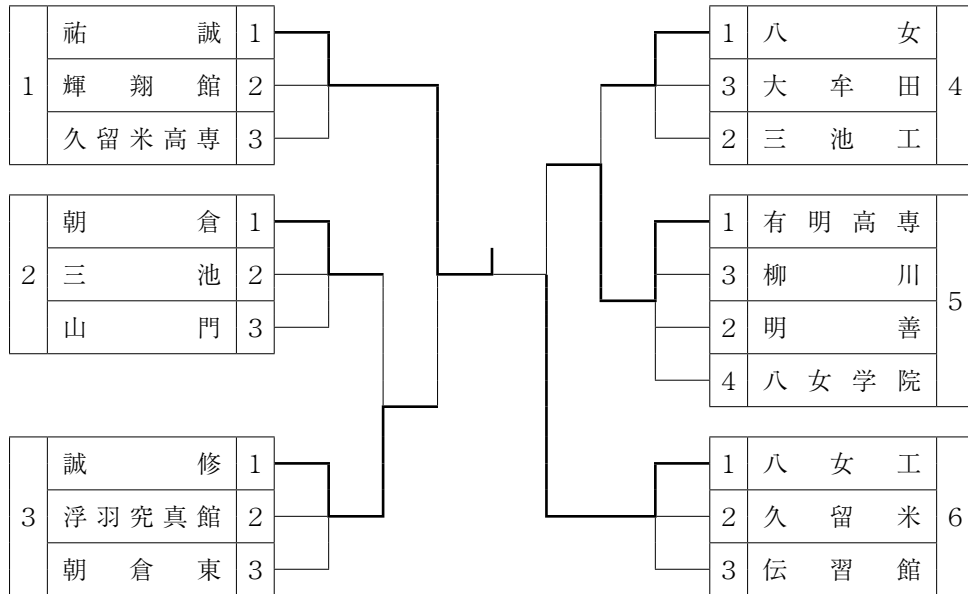 1
祐誠 1
輝翔館 2
久留米高専 3
2
朝倉 1
三池 2
山門 3
3
誠修 1
浮羽究真館 2
朝倉東 3
4
1 八女
3 大牟田
2 三池工
5
1 有明高専
3 柳川
2 明善
4 八女学院
6
1 八女工
2 久留米
3 伝習館